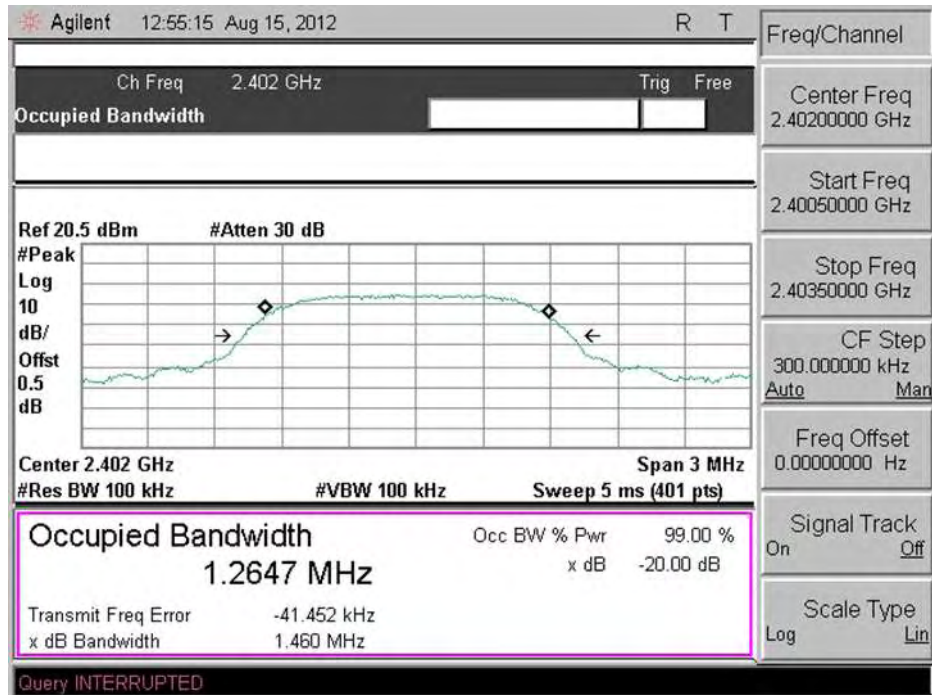 Agilent 12:55:15 Aug 15, 2012 R T
Ch Freq 2.402 GHz Trig Free
Occupied Bandwidth
Ref 20.5 dBm #Atten 30 dB
#Peak
Log
10
dB/
Offst
0.5
dB
Center 2.402 GHz Span 3 MHz
#Res BW 100 kHz #VBW 100 kHz Sweep 5 ms (401 pts)
Occupied Bandwidth Occ BW % Pwr 99.00 %
1.2647 MHz x dB -20.00 dB
Transmit Freq Error -41.452 kHz
x dB Bandwidth 1.460 MHz
Query INTERRUPTED
Freq/Channel
Center Freq
2.40200000 GHz
Start Freq
2.40050000 GHz
Stop Freq
2.40350000 GHz
CF Step
300.000000 kHz
Auto Man
Freq Offset
0.00000000 Hz
Signal Track
On Off
Scale Type
Log Lin